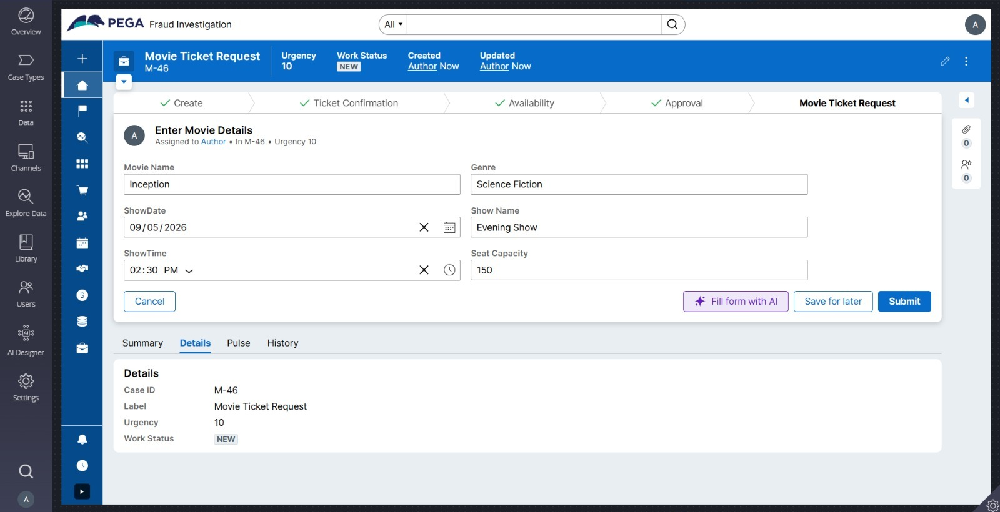 Overview
Case Types
Data
Channels
Explore Data
Library
Users
AI Designer
Settings
A
PEGA Fraud Investigation
All
A
Movie Ticket Request
M-46
Urgency
10
Work Status
NEW
Created
Author Now
Updated
Author Now
Create
Ticket Confirmation
Availability
Approval
Movie Ticket Request
A
Enter Movie Details
Assigned to Author • In M-46 • Urgency 10
Movie Name
Inception
Genre
Science Fiction
ShowDate
09/05/2026
Show Name
Evening Show
ShowTime
02:30 PM
Seat Capacity
150
Cancel
Fill form with AI
Save for later
Submit
0
0
Summary
Details
Pulse
History
Details
Case ID M-46
Label Movie Ticket Request
Urgency 10
Work Status NEW